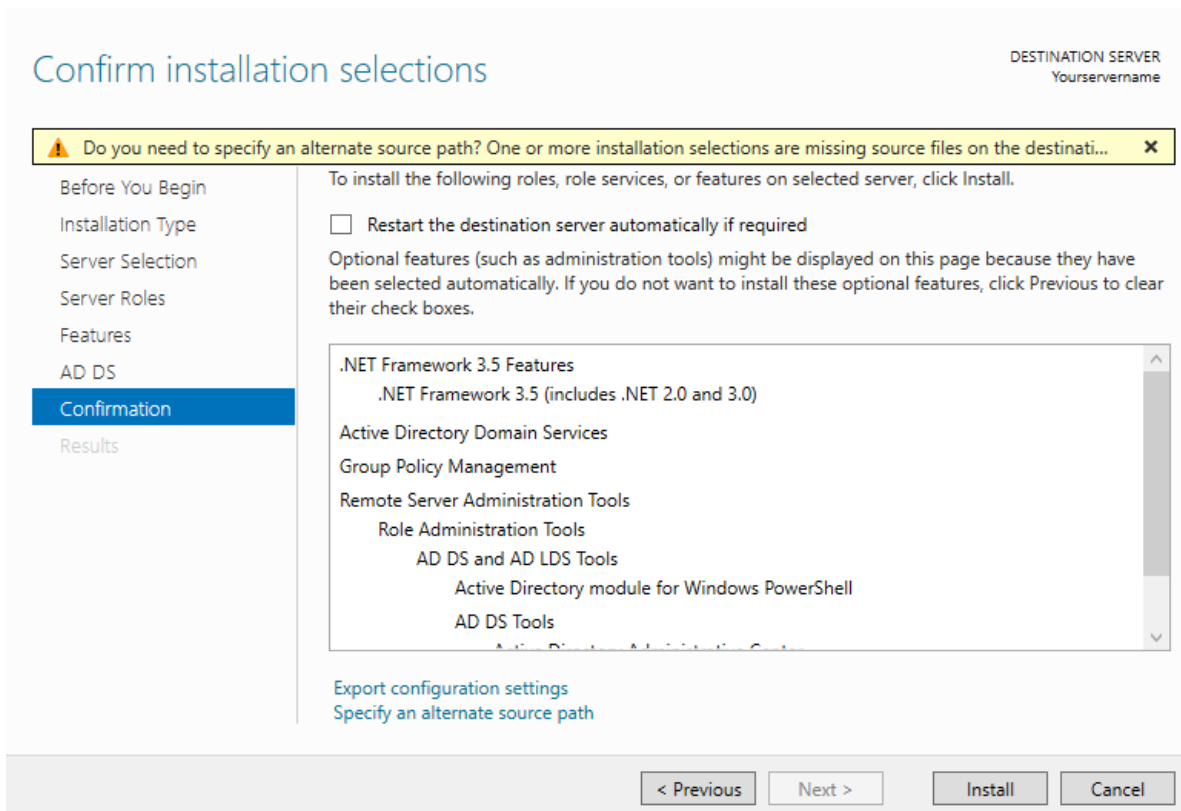 Confirm installation selections
DESTINATION SERVER
Yourservername
Do you need to specify an alternate source path? One or more installation selections are missing source files on the destinati...
Before You Begin
Installation Type
Server Selection
Server Roles
Features
AD DS
Confirmation
Results
To install the following roles, role services, or features on selected server, click Install.
Restart the destination server automatically if required
Optional features (such as administration tools) might be displayed on this page because they have
been selected automatically. If you do not want to install these optional features, click Previous to clear
their check boxes.
.NET Framework 3.5 Features
.NET Framework 3.5 (includes .NET 2.0 and 3.0)
Active Directory Domain Services
Group Policy Management
Remote Server Administration Tools
Role Administration Tools
AD DS and AD LDS Tools
Active Directory module for Windows PowerShell
AD DS Tools
Active Directory Administrative Center
Export configuration settings
Specify an alternate source path
< Previous
Next >
Install
Cancel